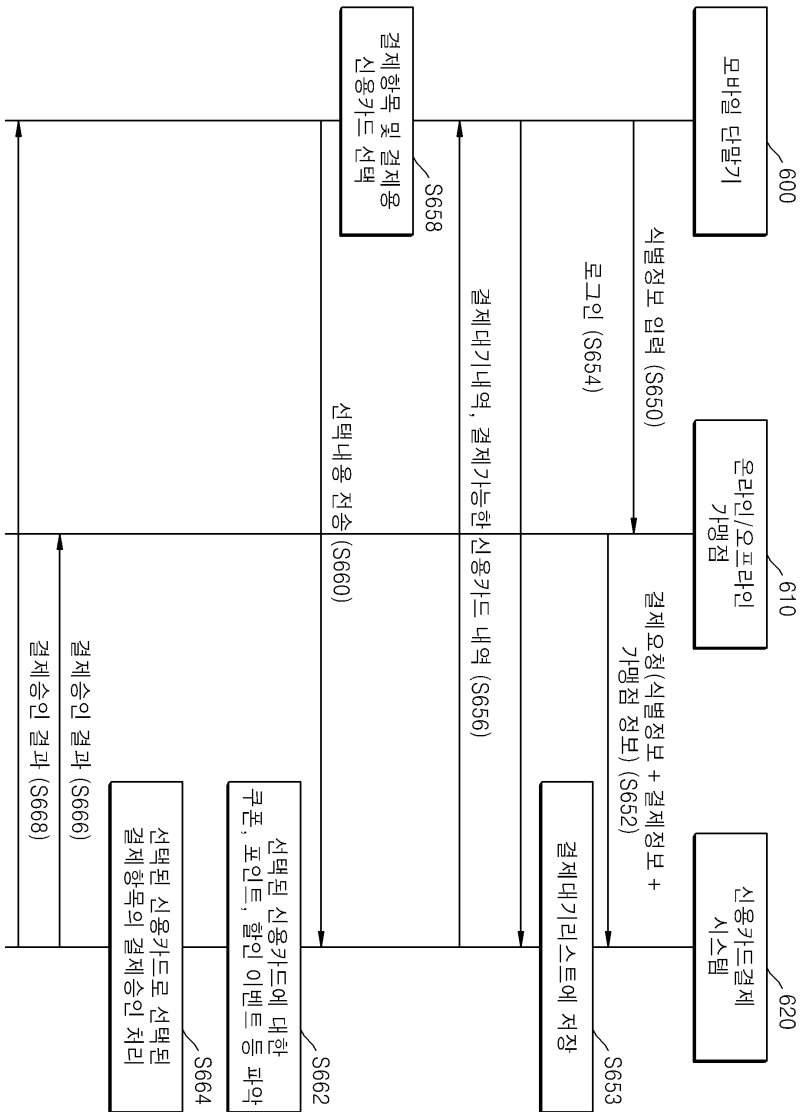 600
모바일 단말기
610
온라인/오프라인
가맹점
620
신용카드결제
시스템
식별정보 입력 (S650)
결제요청(식별정보 + 결제정보 +
가맹점 정보) (S652)
S653
결제대기리스트에 저장
로그인 (S654)
결제대기내역, 결제가능한 신용카드 내역 (S656)
S658
결제항목 및 결제용
신용카드 선택
선택내용 전송 (S660)
S662
선택된 신용카드에 대한
쿠폰, 포인트, 할인 이벤트 등 파악
S664
선택된 신용카드로 선택된
결제항목의 결제승인 처리
결제승인 결과 (S666)
결제승인 결과 (S668)